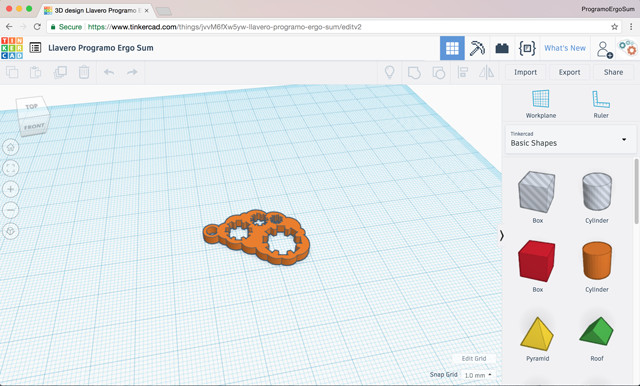 3D design Llavero Programo E
ProgramoErgoSum
Secure https://www.tinkercad.com/things/jvvM6fXw5yw-llavero-programo-ergo-sum/editv2
TIN
KER
CAD
Llavero Programo Ergo Sum
What's New
Import Export Share
TOP
FRONT
Workplane Ruler
Tinkercad
Basic Shapes
Box Cylinder
Box Cylinder
Pyramid Roof
Edit Grid
Snap Grid 1.0 mm